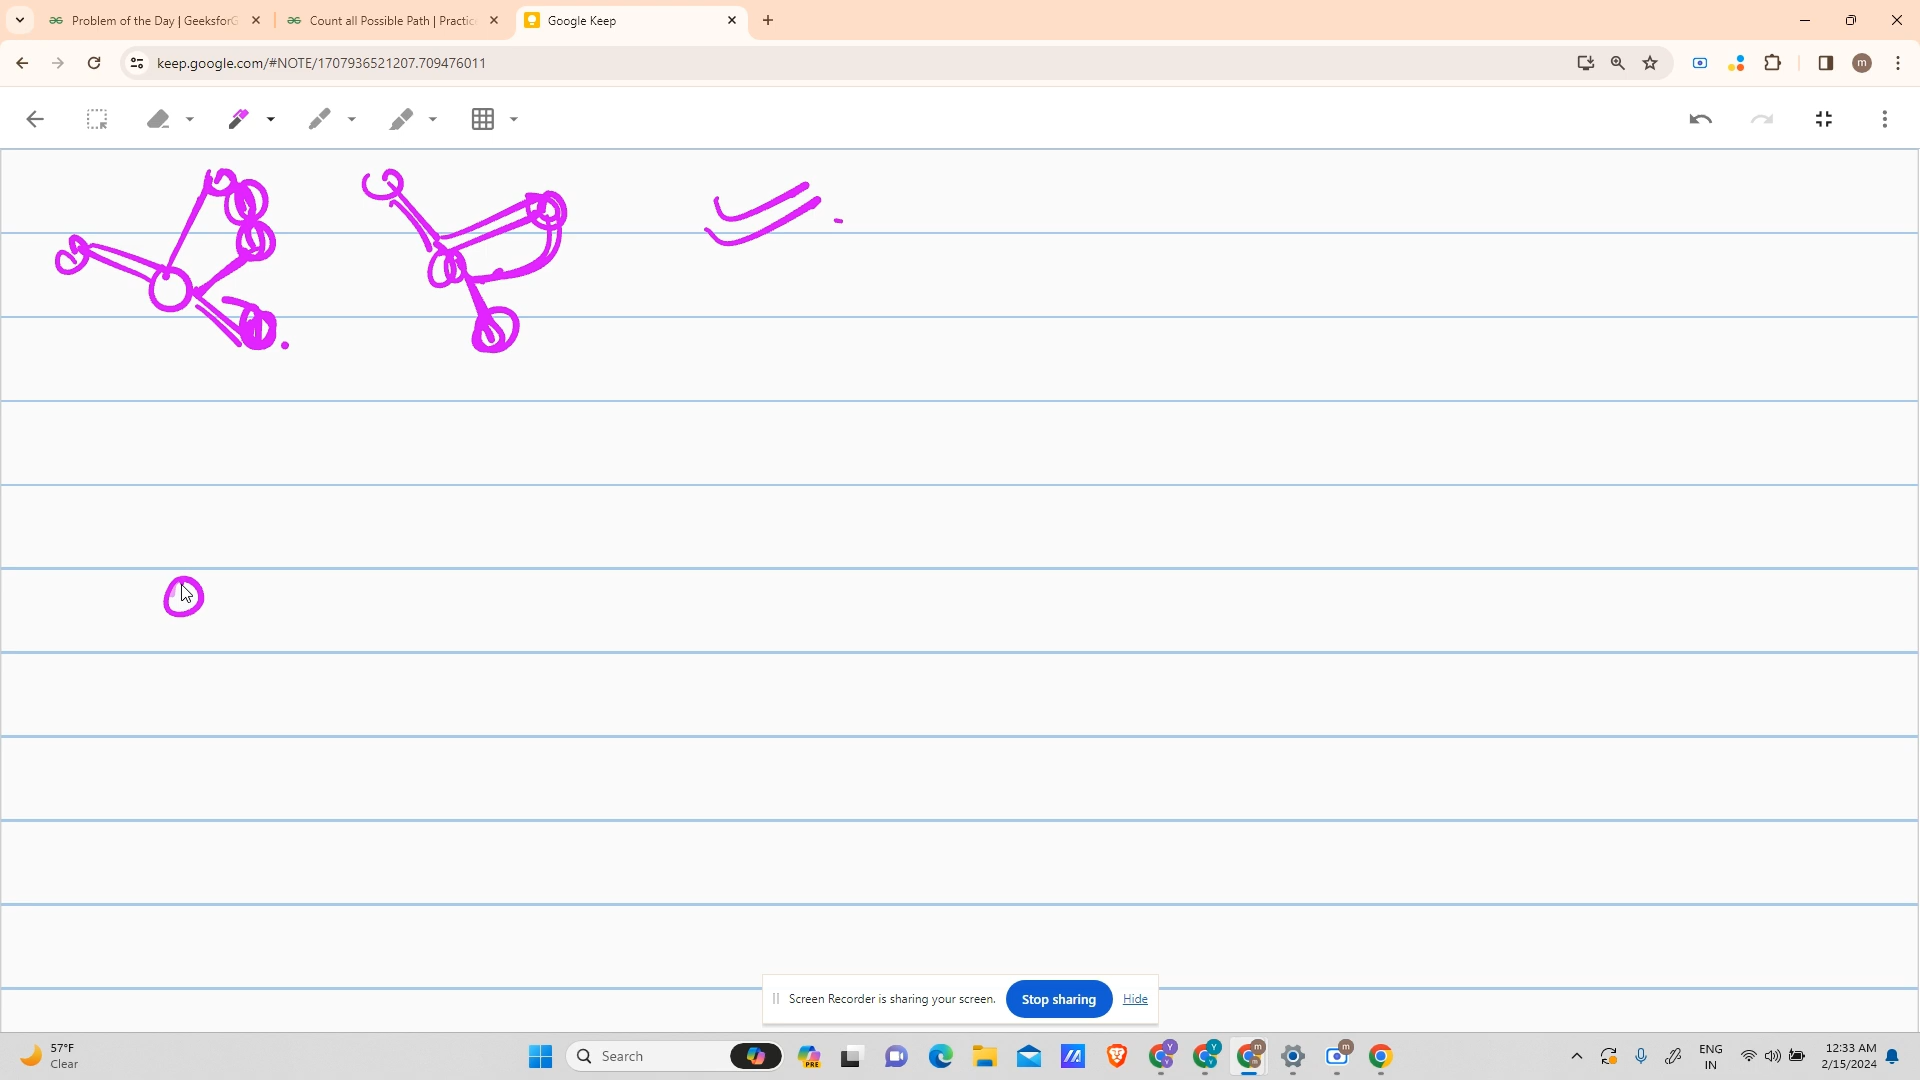 Problem of the Day | GeeksforG
Count all Possible Path | Practic
Google Keep
keep.google.com/#NOTE/1707936521207.709476011
m
Screen Recorder is sharing your screen.
Stop sharing
Hide
57°F
Clear
Search
PRE
Y
Y
m
m
ENG
IN
12:33 AM
2/15/2024